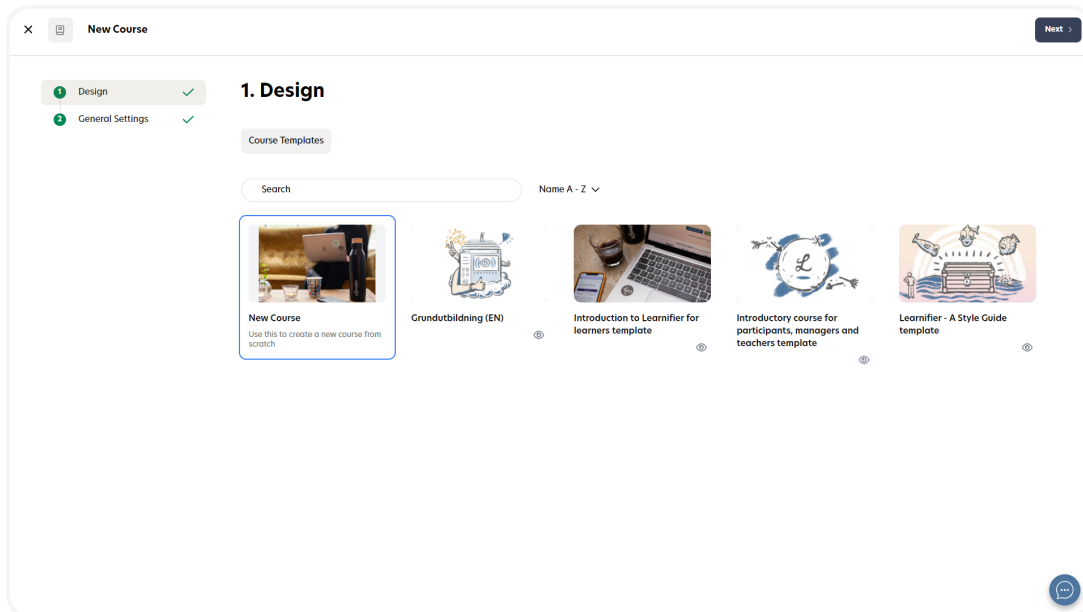 New Course
Next
1 Design
2 General Settings
1. Design
Course Templates
Search
Name A - Z
New Course
Use this to create a new course from
scratch
Grundutbildning (EN)
Introduction to Learnifier for
learners template
L
Introductory course for
participants, managers and
teachers template
Learnifier - A Style Guide
template